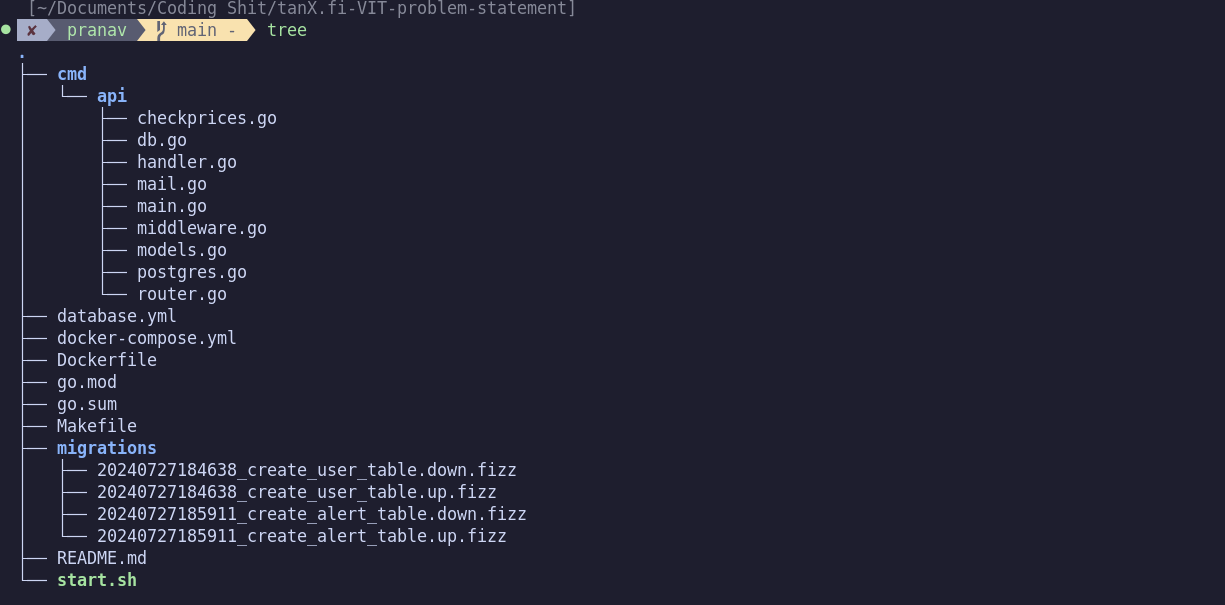 [~/Documents/Coding Shit/tanX.fi-VIT-problem-statement]
✘ pranav main - tree
.
├── cmd
│   └── api
│       ├── checkprices.go
│       ├── db.go
│       ├── handler.go
│       ├── mail.go
│       ├── main.go
│       ├── middleware.go
│       ├── models.go
│       ├── postgres.go
│       └── router.go
├── database.yml
├── docker-compose.yml
├── Dockerfile
├── go.mod
├── go.sum
├── Makefile
├── migrations
│   ├── 20240727184638_create_user_table.down.fizz
│   ├── 20240727184638_create_user_table.up.fizz
│   ├── 20240727185911_create_alert_table.down.fizz
│   └── 20240727185911_create_alert_table.up.fizz
├── README.md
└── start.sh